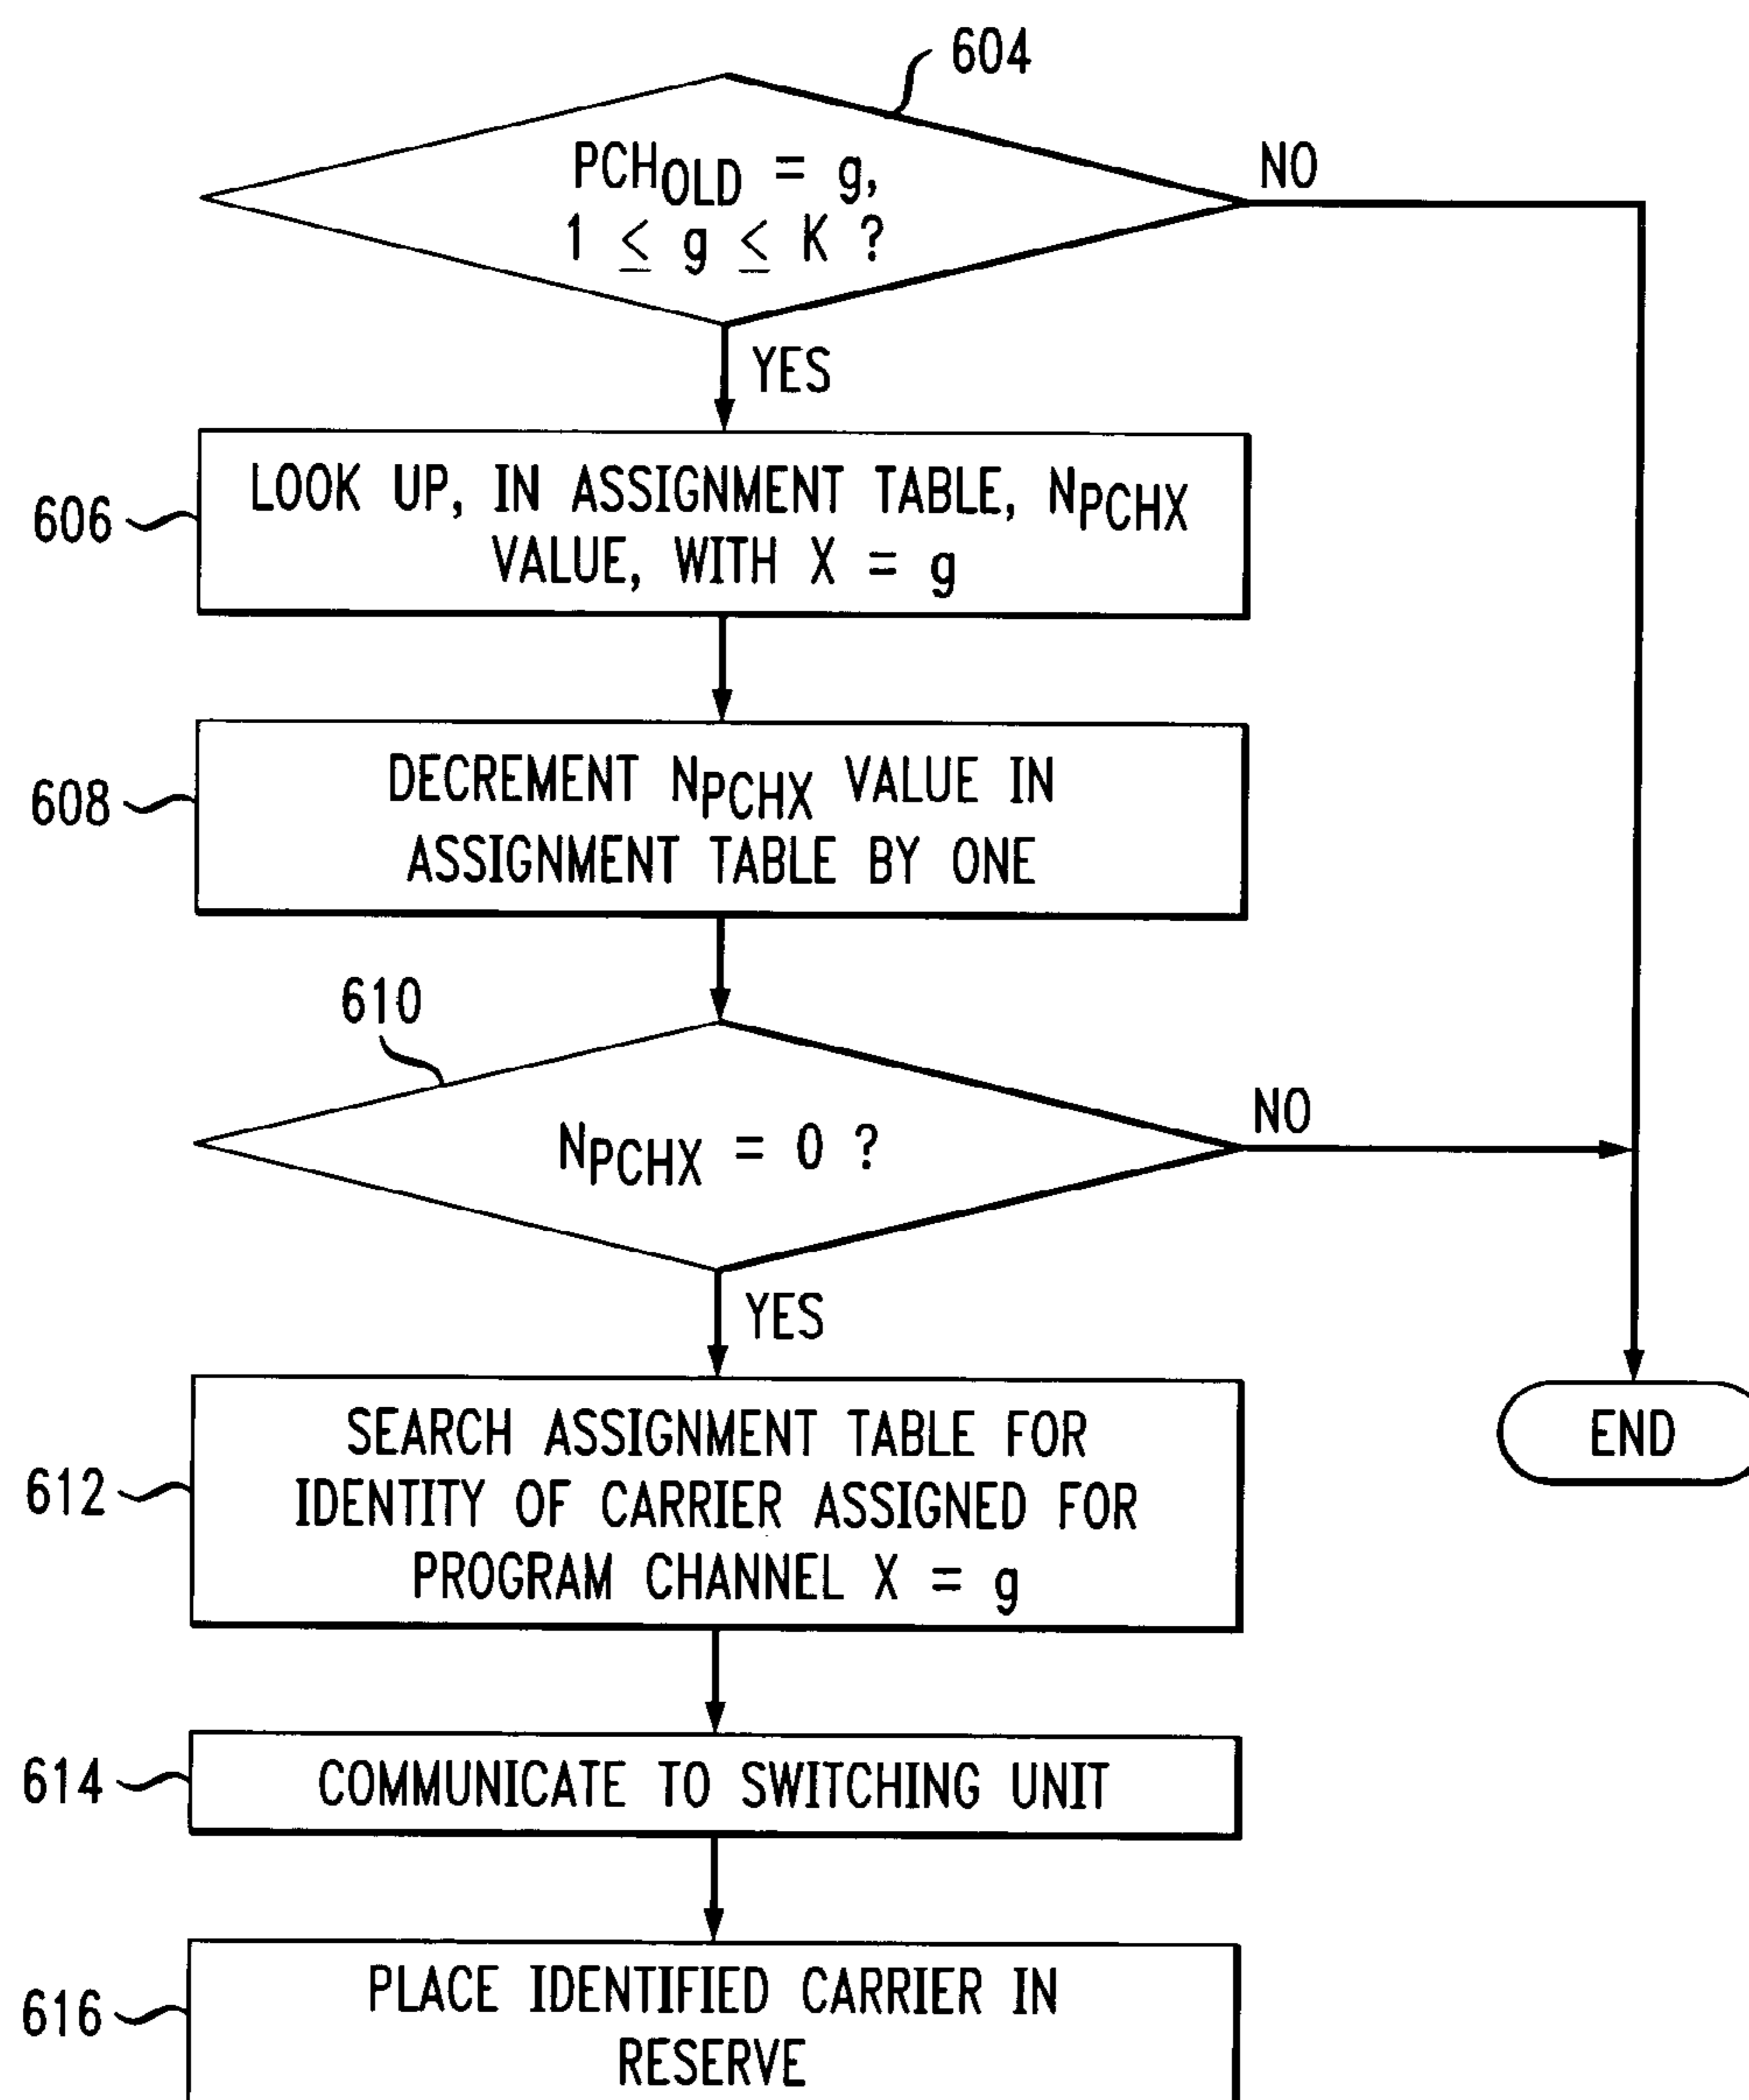 604
PCHOLD = g,
1 ≤ g ≤ K ?
NO
YES
606
LOOK UP, IN ASSIGNMENT TABLE, NPCHX
VALUE, WITH X = g
608
DECREMENT NPCHX VALUE IN
ASSIGNMENT TABLE BY ONE
610
NPCHX = 0 ?
NO
YES
612
SEARCH ASSIGNMENT TABLE FOR
IDENTITY OF CARRIER ASSIGNED FOR
PROGRAM CHANNEL X = g
END
614
COMMUNICATE TO SWITCHING UNIT
616
PLACE IDENTIFIED CARRIER IN
RESERVE